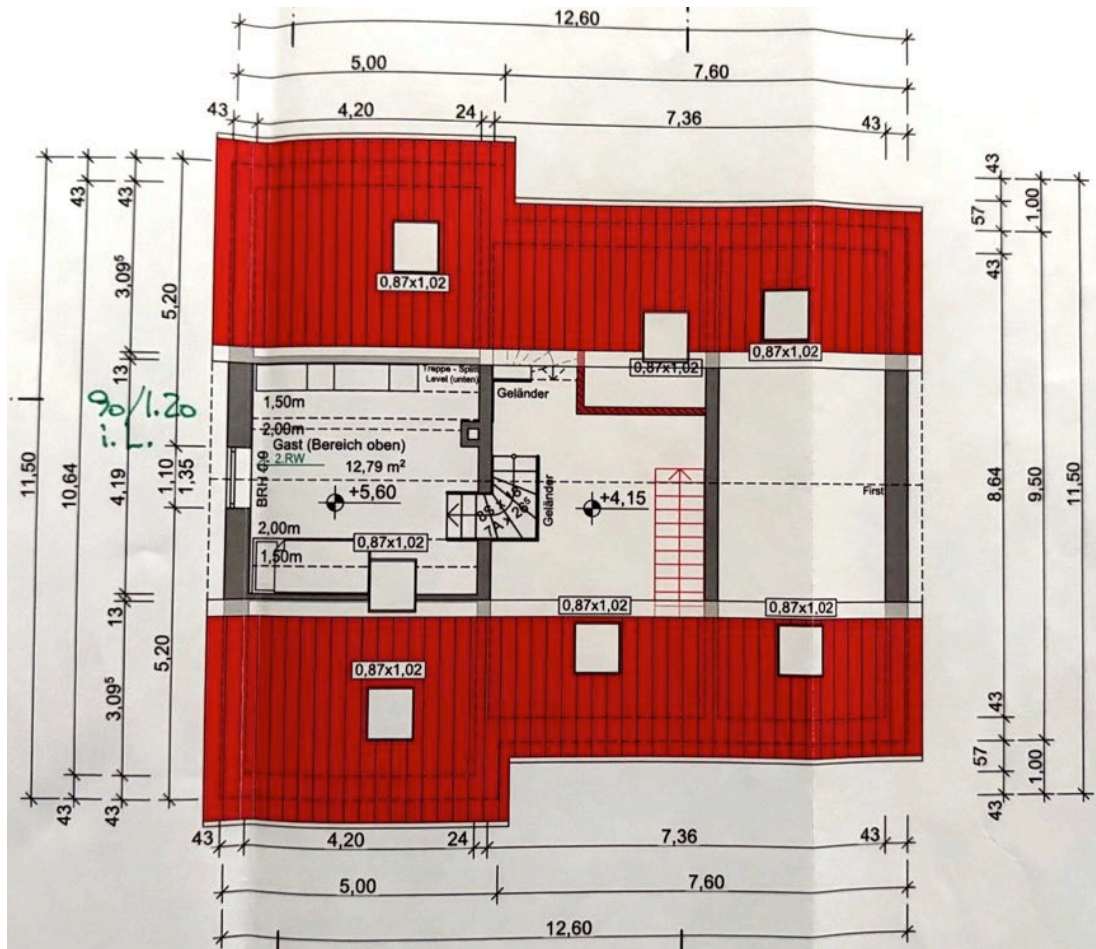 12,60
5,00
7,60
43
4,20
24
7,36
43
43
43
3,09⁵
5,20
13
11,50
10,64
4,19
1,10
1,35
13
5,20
3,09⁵
43
43
90/1.20
i. L.
0,87x1,02
0,87x1,02
0,87x1,02
Treppe - Split
Level (unten)
Geländer
1,50m
2,00m
Gast (Bereich oben)
2.RW
12,79 m²
BRH
+5,60
Geländer
+4,15
First
2,00m
0,87x1,02
1,50m
0,87x1,02
0,87x1,02
0,87x1,02
43
57
1,00
43
8,64
9,50
11,50
43
57
1,00
43
43
4,20
24
7,36
43
5,00
7,60
12,60